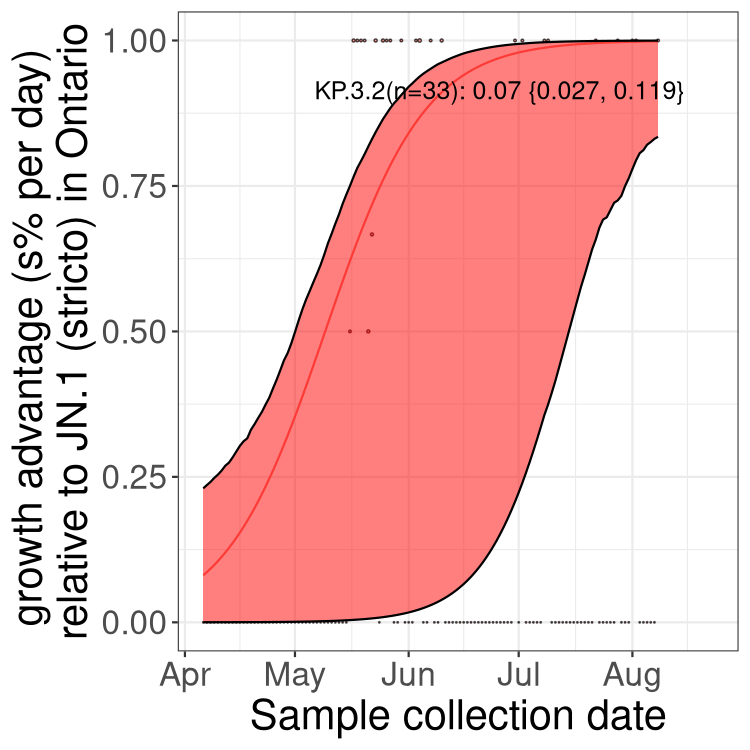 growth advantage (s% per day)
relative to JN.1 (stricto) in Ontario
1.00
0.75
0.50
0.25
0.00
KP.3.2(n=33): 0.07 {0.027, 0.119}
Apr May Jun Jul Aug
Sample collection date